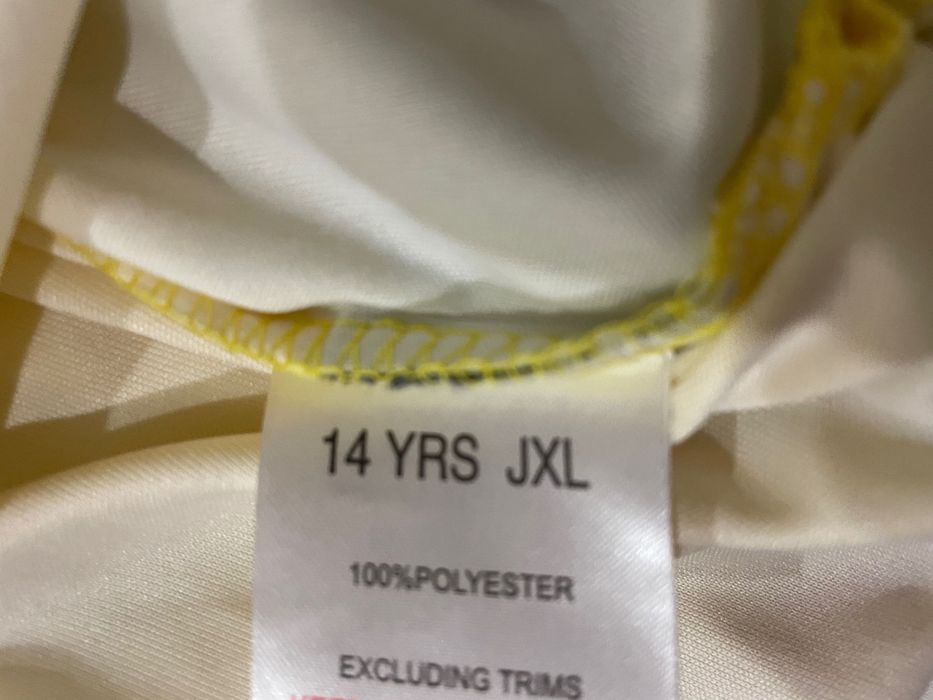 14 YRS JXL
100%POLYESTER
EXCLUDING TRIMS